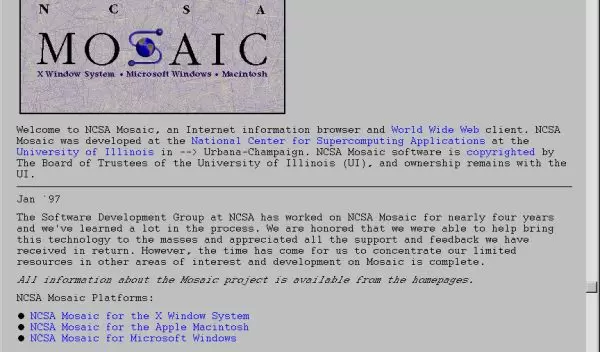 N C S A
MOSAIC
X Window System • Microsoft Windows • Macintosh
Welcome to NCSA Mosaic, an Internet information browser and World Wide Web client. NCSA
Mosaic was developed at the National Center for Supercomputing Applications at the
University of Illinois in --> Urbana-Champaign. NCSA Mosaic software is copyrighted by
The Board of Trustees of the University of Illinois (UI), and ownership remains with the
UI.
Jan '97
The Software Development Group at NCSA has worked on NCSA Mosaic for nearly four years
and we've learned a lot in the process. We are honored that we were able to help bring
this technology to the masses and appreciated all the support and feedback we have
received in return. However, the time has come for us to concentrate our limited
resources in other areas of interest and development on Mosaic is complete.
All information about the Mosaic project is available from the homepages.
NCSA Mosaic Platforms:
● NCSA Mosaic for the X Window System
● NCSA Mosaic for the Apple Macintosh
● NCSA Mosaic for Microsoft Windows